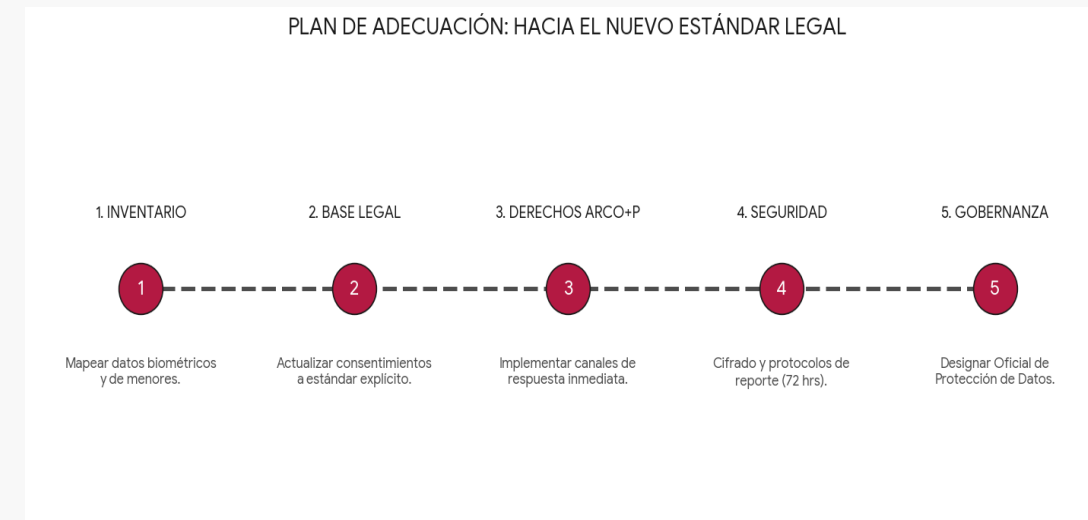 PLAN DE ADECUACIÓN: HACIA EL NUEVO ESTÁNDAR LEGAL
1. INVENTARIO
2. BASE LEGAL
3. DERECHOS ARCO+P
4. SEGURIDAD
5. GOBERNANZA
1
2
3
4
5
Mapear datos biométricos
y de menores.
Actualizar consentimientos
a estándar explícito.
Implementar canales de
respuesta inmediata.
Cifrado y protocolos de
reporte (72 hrs).
Designar Oficial de
Protección de Datos.